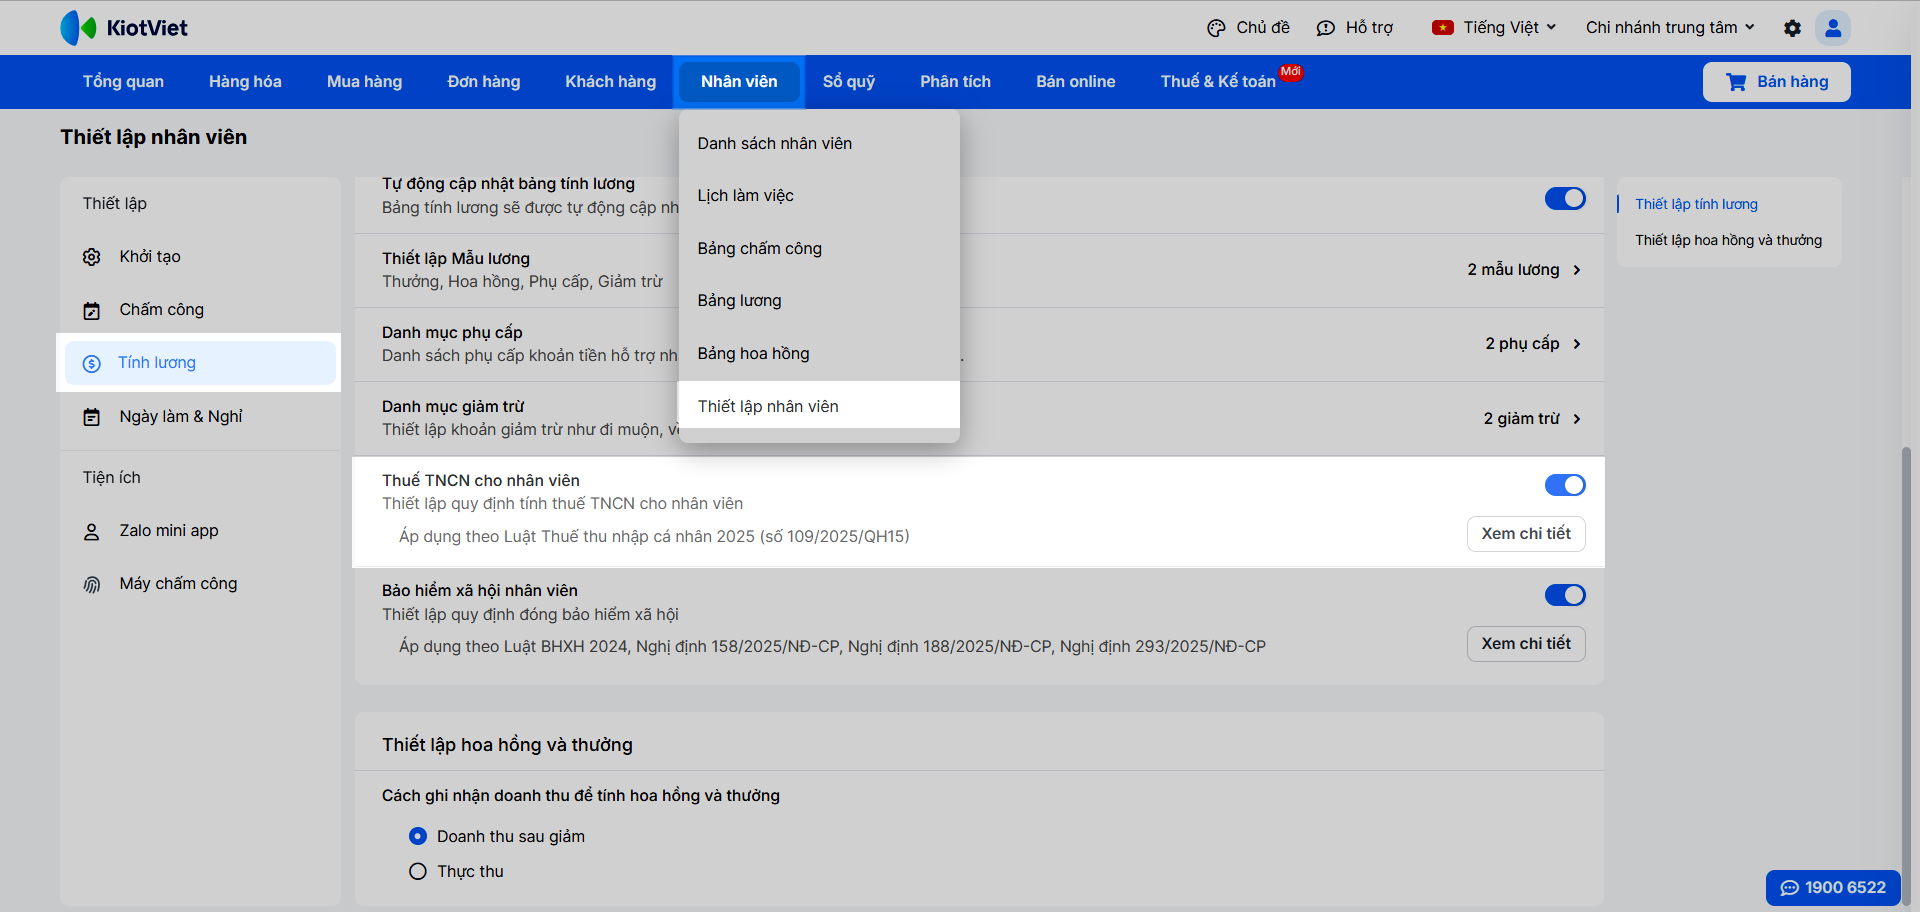 KiotViet
Chủ đề
Hỗ trợ
Tiếng Việt
Chi nhánh trung tâm
Tổng quan
Hàng hóa
Mua hàng
Đơn hàng
Khách hàng
Nhân viên
Sổ quỹ
Phân tích
Bán online
Thuế & Kế toán
Mới
Bán hàng
Thiết lập nhân viên
Danh sách nhân viên
Lịch làm việc
Bảng chấm công
Bảng lương
Bảng hoa hồng
Thiết lập nhân viên
Thiết lập
Khởi tạo
Chấm công
Tính lương
Ngày làm & Nghỉ
Tiện ích
Zalo mini app
Máy chấm công
Tự động cập nhật bảng tính lương
Bảng tính lương sẽ được tự động cập nh
Thiết lập Mẫu lương
Thưởng, Hoa hồng, Phụ cấp, Giảm trừ
2 mẫu lương
Danh mục phụ cấp
Danh sách phụ cấp khoản tiền hỗ trợ nh .
2 phụ cấp
Danh mục giảm trừ
Thiết lập khoản giảm trừ như đi muộn, về
2 giảm trừ
Thuế TNCN cho nhân viên
Thiết lập quy định tính thuế TNCN cho nhân viên
Áp dụng theo Luật Thuế thu nhập cá nhân 2025 (số 109/2025/QH15)
Xem chi tiết
Bảo hiểm xã hội nhân viên
Thiết lập quy định đóng bảo hiểm xã hội
Áp dụng theo Luật BHXH 2024, Nghị định 158/2025/NĐ-CP, Nghị định 188/2025/NĐ-CP, Nghị định 293/2025/NĐ-CP
Xem chi tiết
Thiết lập hoa hồng và thưởng
Cách ghi nhận doanh thu để tính hoa hồng và thưởng
Doanh thu sau giảm
Thực thu
Thiết lập tính lương
Thiết lập hoa hồng và thưởng
1900 6522